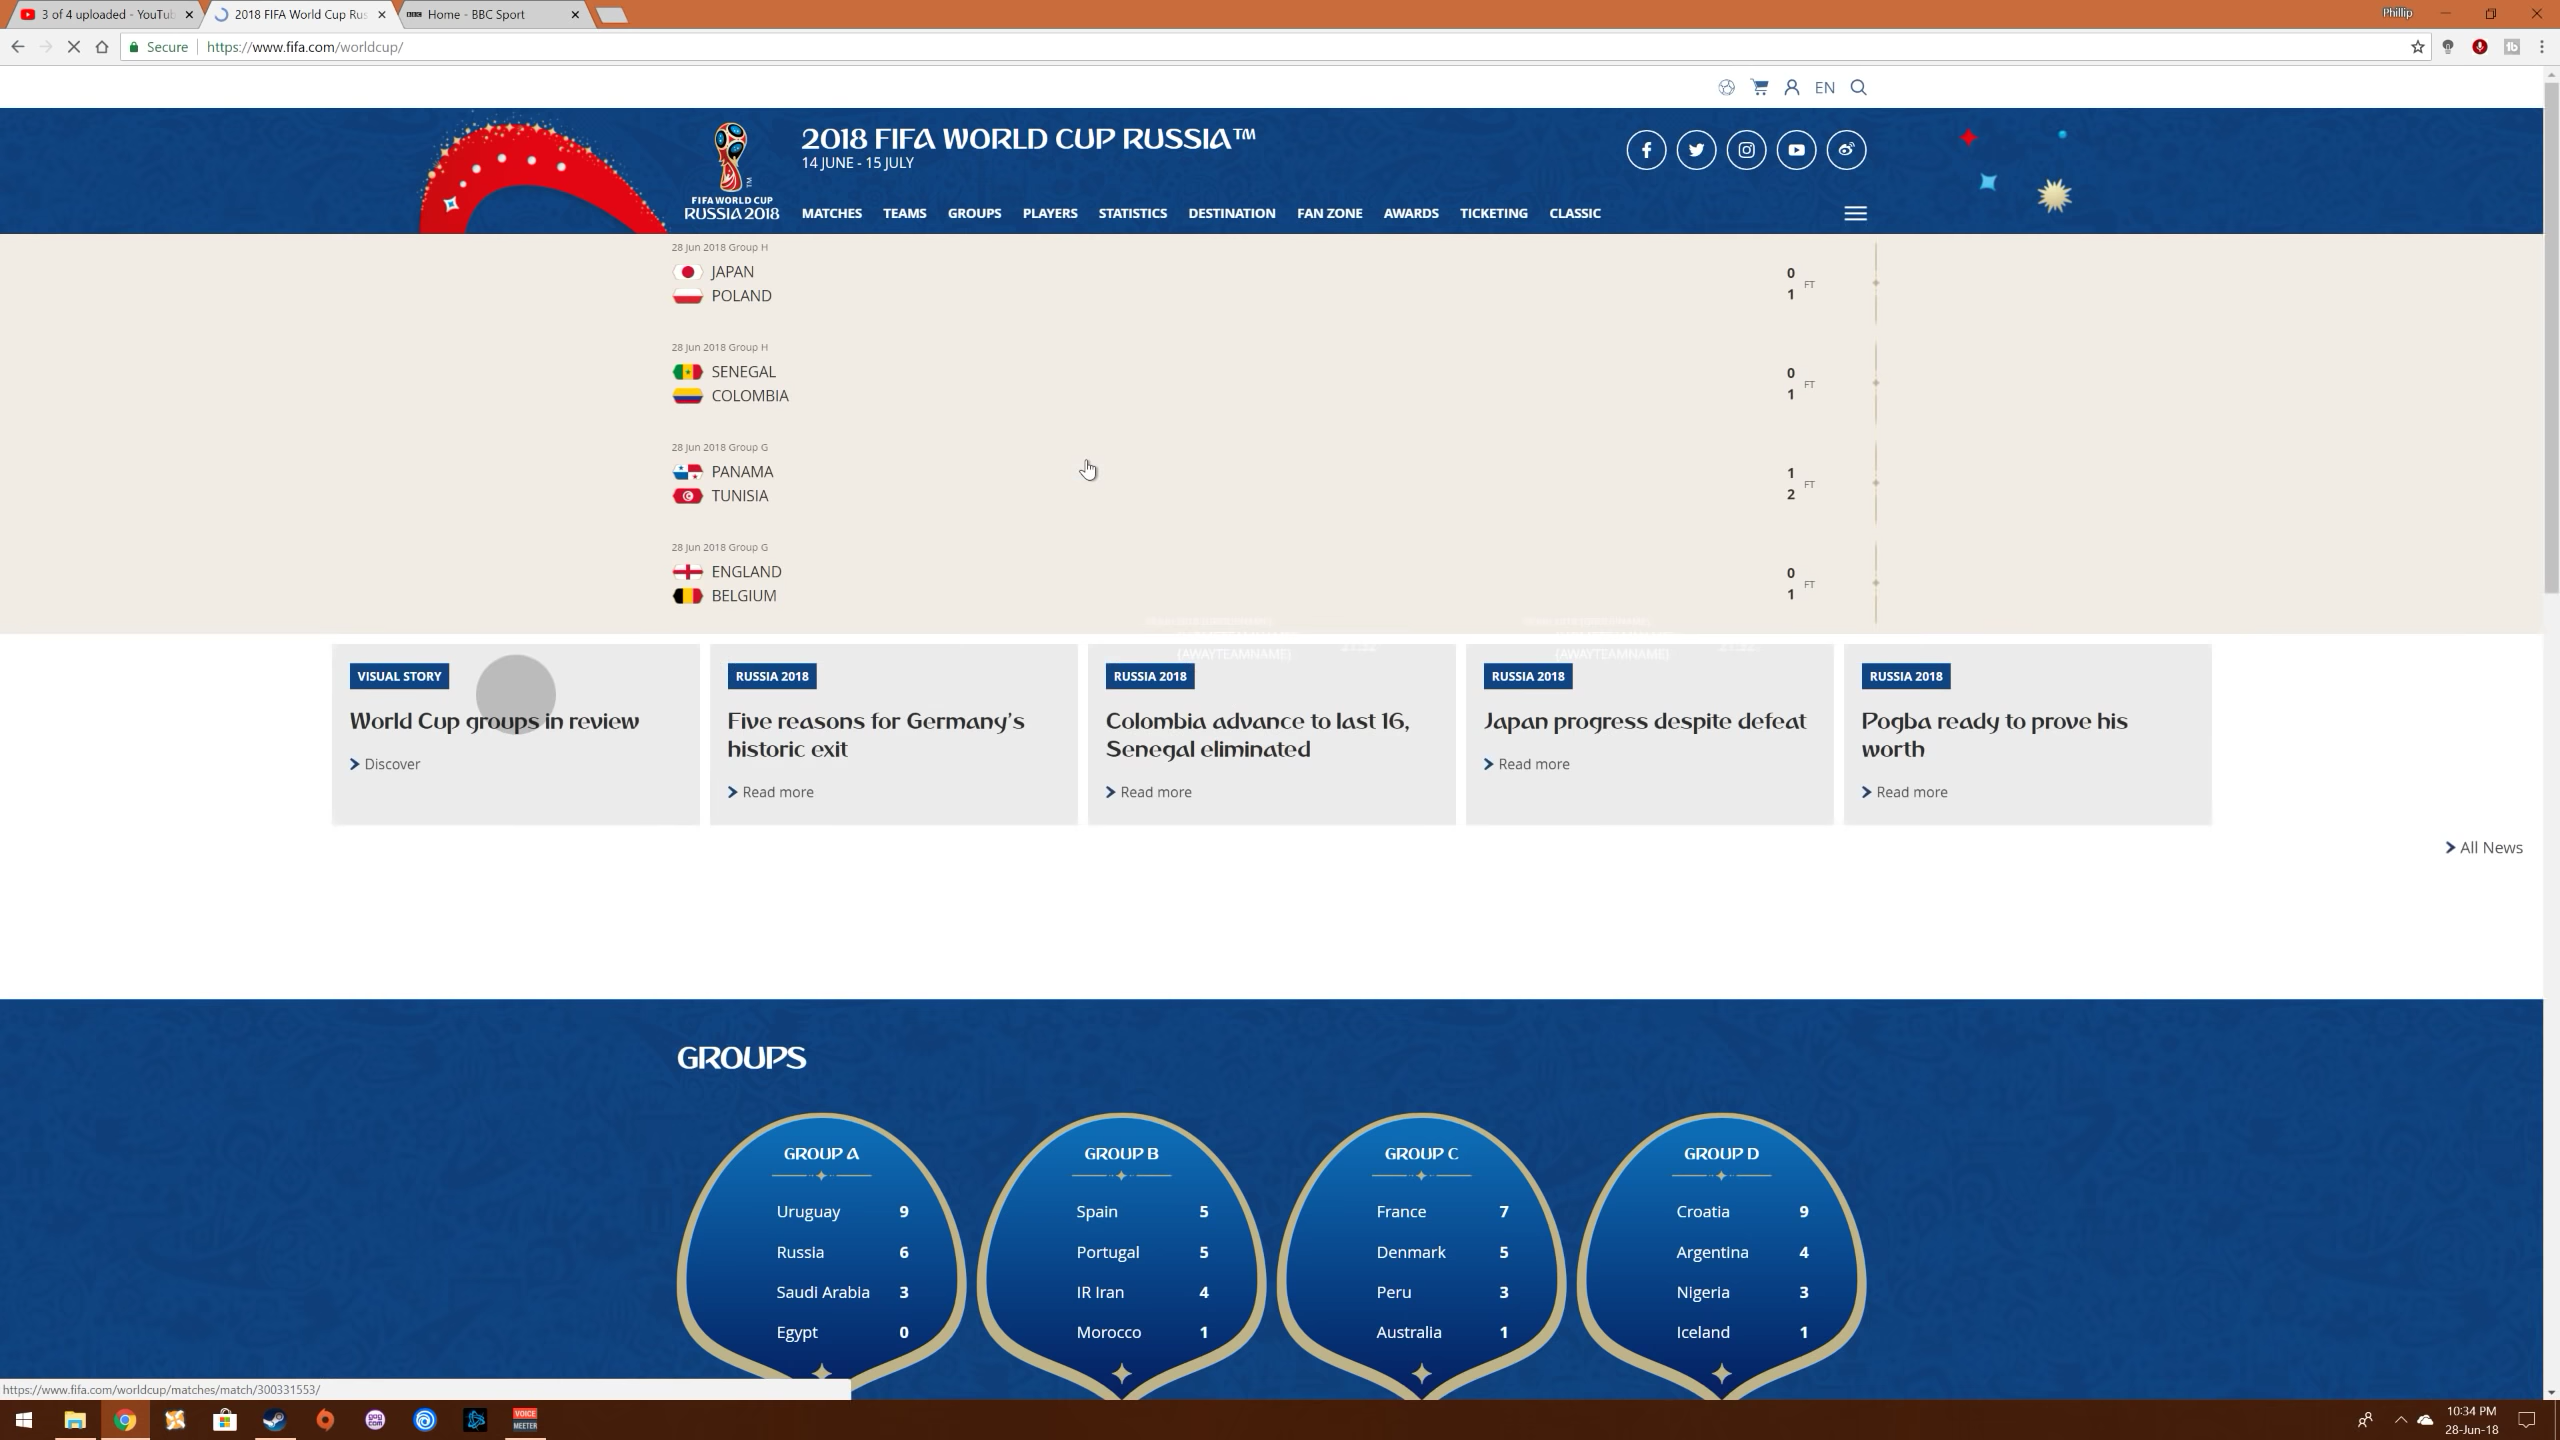 3 of 4 uploaded - YouTub
2018 FIFA World Cup Rus
Home - BBC Sport
Phillip
Secure
https://www.fifa.com/worldcup/
EN
2018 FIFA WORLD CUP RUSSIA™
14 JUNE - 15 JULY
FIFA WORLD CUP
RUSSIA 2018
MATCHES TEAMS GROUPS PLAYERS STATISTICS DESTINATION FAN ZONE AWARDS TICKETING CLASSIC
28 Jun 2018 Group H
JAPAN 0
POLAND 1
FT
28 Jun 2018 Group H
SENEGAL 0
COLOMBIA 1
FT
28 Jun 2018 Group G
PANAMA 1
TUNISIA 2
FT
28 Jun 2018 Group G
ENGLAND 0
BELGIUM 1
FT
{AWAYTEAMNAME}
{AWAYTEAMNAME}
VISUAL STORY
World Cup groups in review
Discover
RUSSIA 2018
Five reasons for Germany's
historic exit
Read more
RUSSIA 2018
Colombia advance to last 16,
Senegal eliminated
Read more
RUSSIA 2018
Japan progress despite defeat
Read more
RUSSIA 2018
Pogba ready to prove his
worth
Read more
All News
GROUPS
GROUP A
Uruguay 9
Russia 6
Saudi Arabia 3
Egypt 0
GROUP B
Spain 5
Portugal 5
IR Iran 4
Morocco 1
GROUP C
France 7
Denmark 5
Peru 3
Australia 1
GROUP D
Croatia 9
Argentina 4
Nigeria 3
Iceland 1
https://www.fifa.com/worldcup/matches/match/300331553/
VOICE
MEETER
10:34 PM
28-Jun-18